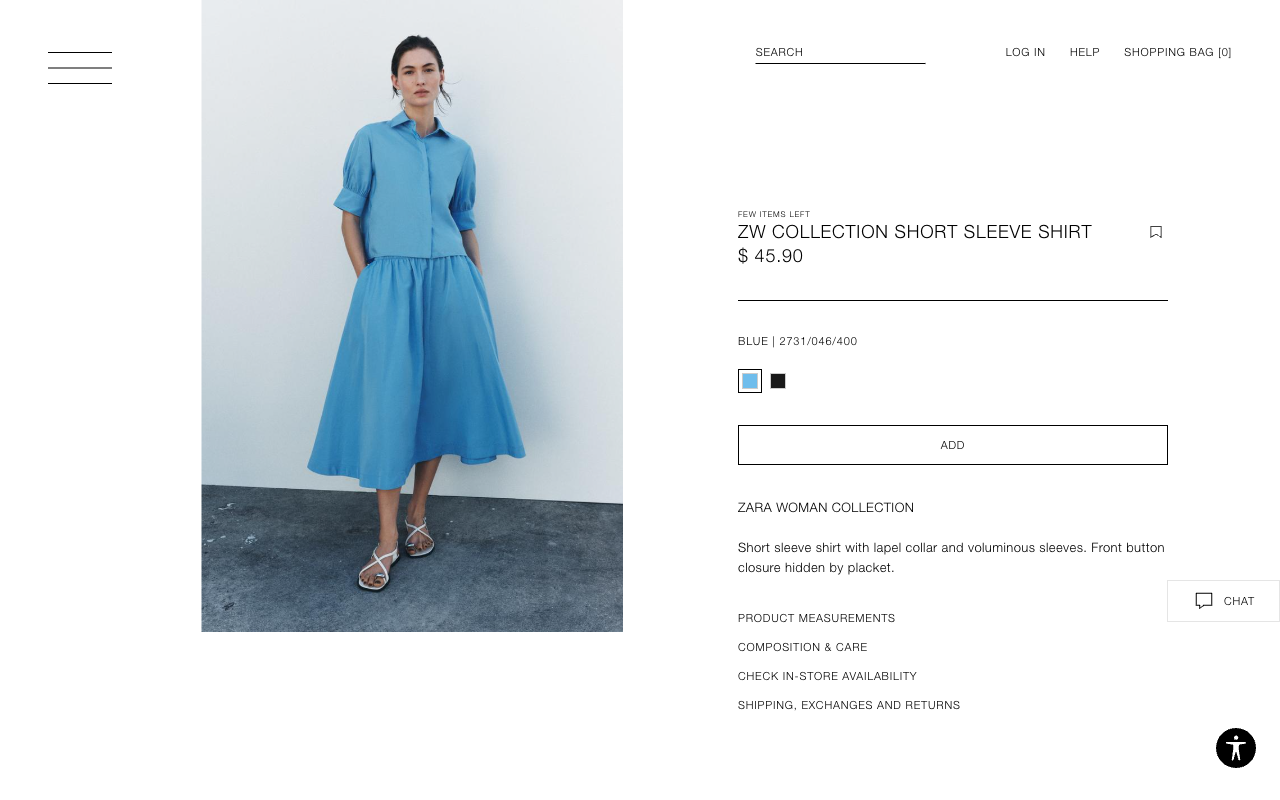 SEARCH
LOG IN
HELP
SHOPPING BAG [0]
FEW ITEMS LEFT
ZW COLLECTION SHORT SLEEVE SHIRT
$ 45.90
BLUE | 2731/046/400
ADD
ZARA WOMAN COLLECTION
Short sleeve shirt with lapel collar and voluminous sleeves. Front button
closure hidden by placket.
CHAT
PRODUCT MEASUREMENTS
COMPOSITION & CARE
CHECK IN-STORE AVAILABILITY
SHIPPING, EXCHANGES AND RETURNS